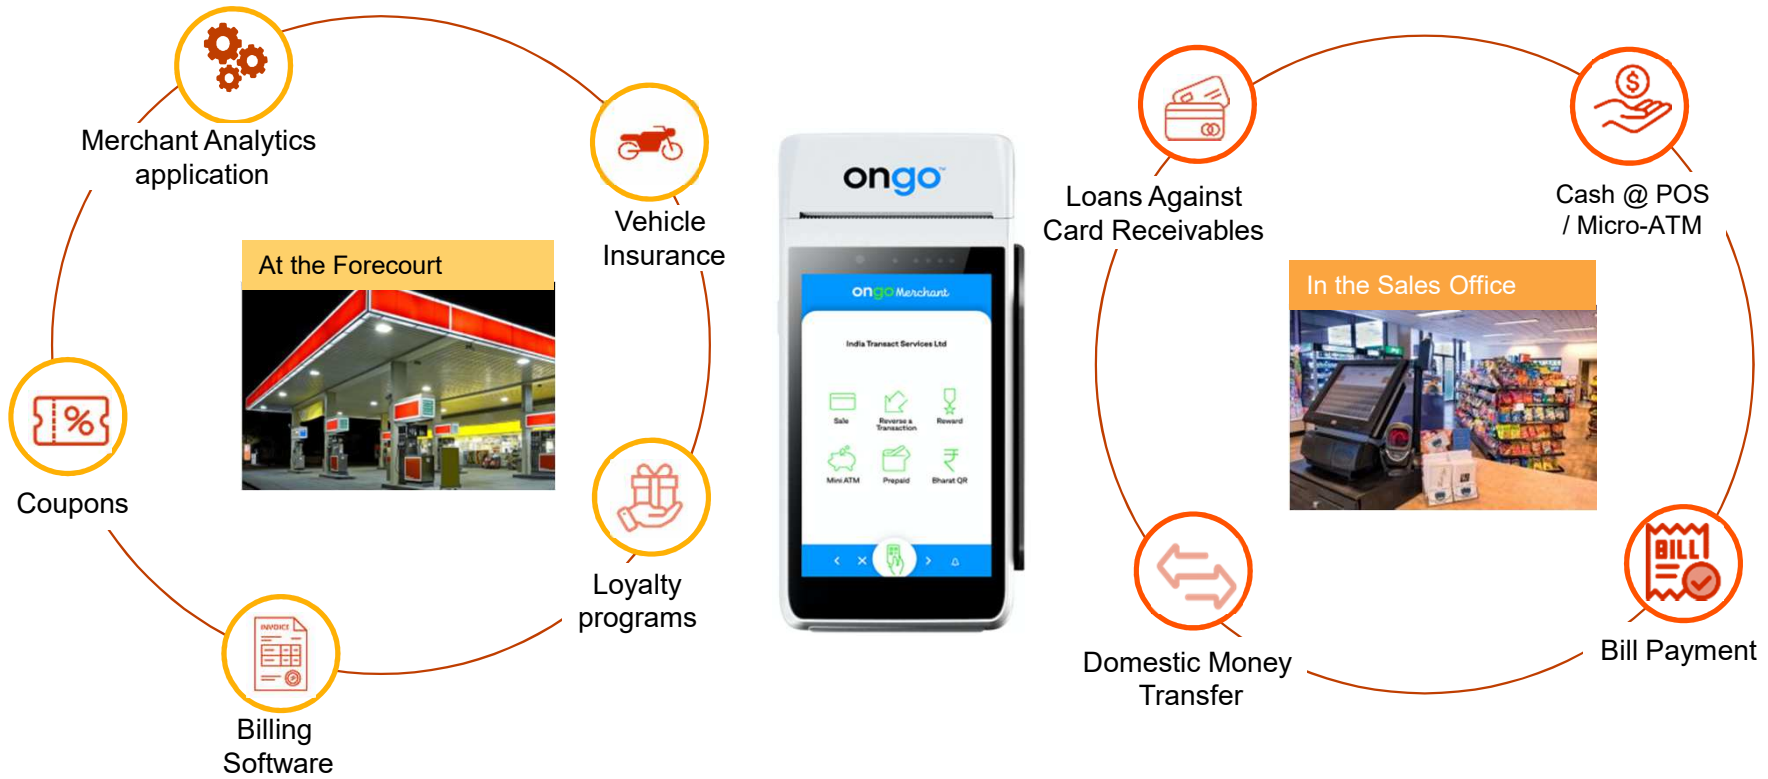 Merchant Analytics
application
Vehicle
Insurance
At the Forecourt
Coupons
%
Loyalty
programs
INVOICE
Billing
Software
ongo™
ongo Merchant
India Transact Services Ltd
Sale
Reverse a
Transaction
Reward
Mini ATM
Prepaid
Bharat QR
Loans Against
Card Receivables
$
Cash @ POS
/ Micro-ATM
In the Sales Office
Domestic Money
Transfer
BILL
Bill Payment